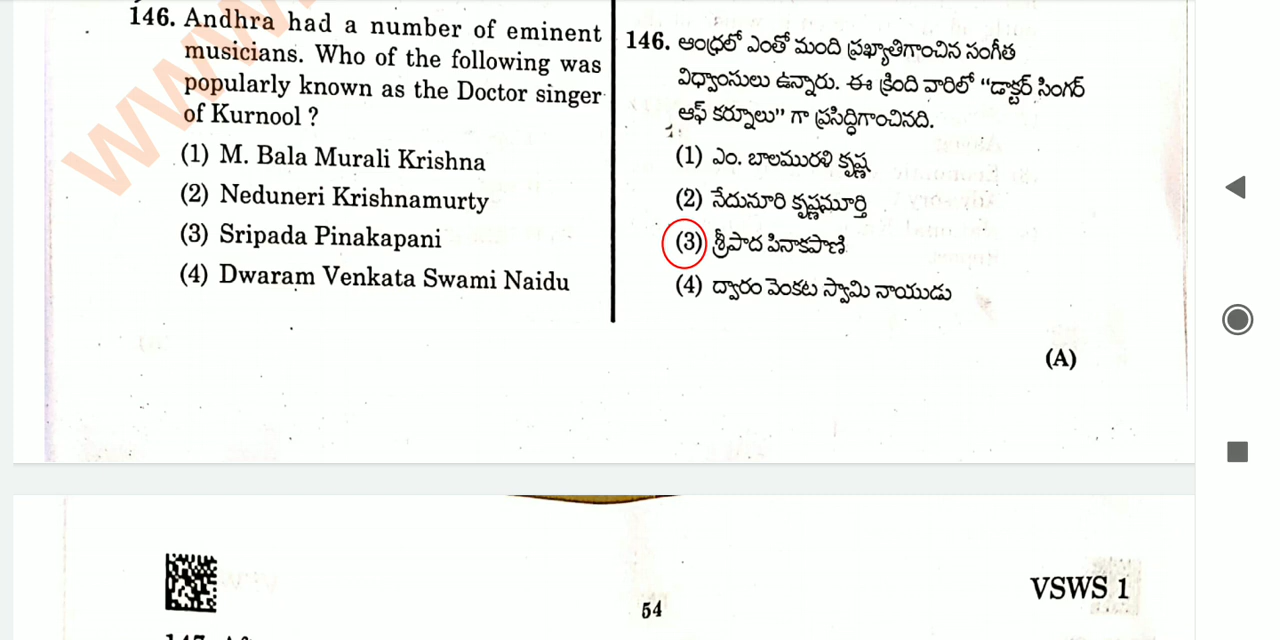 146. Andhra had a number of eminent
musicians. Who of the following was
popularly known as the Doctor singer
of Kurnool ?
(1) M. Bala Murali Krishna
(2) Neduneri Krishnamurty
(3) Sripada Pinakapani
(4) Dwaram Venkata Swami Naidu
146. ఆంధ్రలో ఎంతో మంది ప్రఖ్యాతిగాంచిన సంగీత
విధ్వాంసులు ఉన్నారు. ఈ క్రింది వారిలో “డాక్టర్ సింగర్
ఆఫ్ కర్నూలు” గా ప్రసిద్ధిగాంచినది.
(1) ఎం. బాలమురళి కృష్ణ
(2) నేదునూరి కృష్ణమూర్తి
(3) శ్రీపాద పినాకపాణి
(4) ద్వారం వెంకట స్వామి నాయుడు
(A)
VSWS 1
54